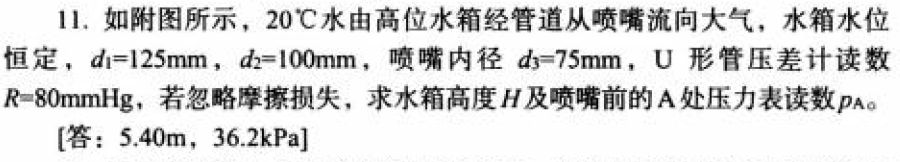 11. 如附图所示，20℃水由高位水箱经管道从喷嘴流向大气，水箱水位
恒定，d₁=125mm，d₂=100mm，喷嘴内径 d₃=75mm，U 形管压差计读数
R=80mmHg，若忽略摩擦损失，求水箱高度H及喷嘴前的A处压力表读数pA。
[答：5.40m，36.2kPa]